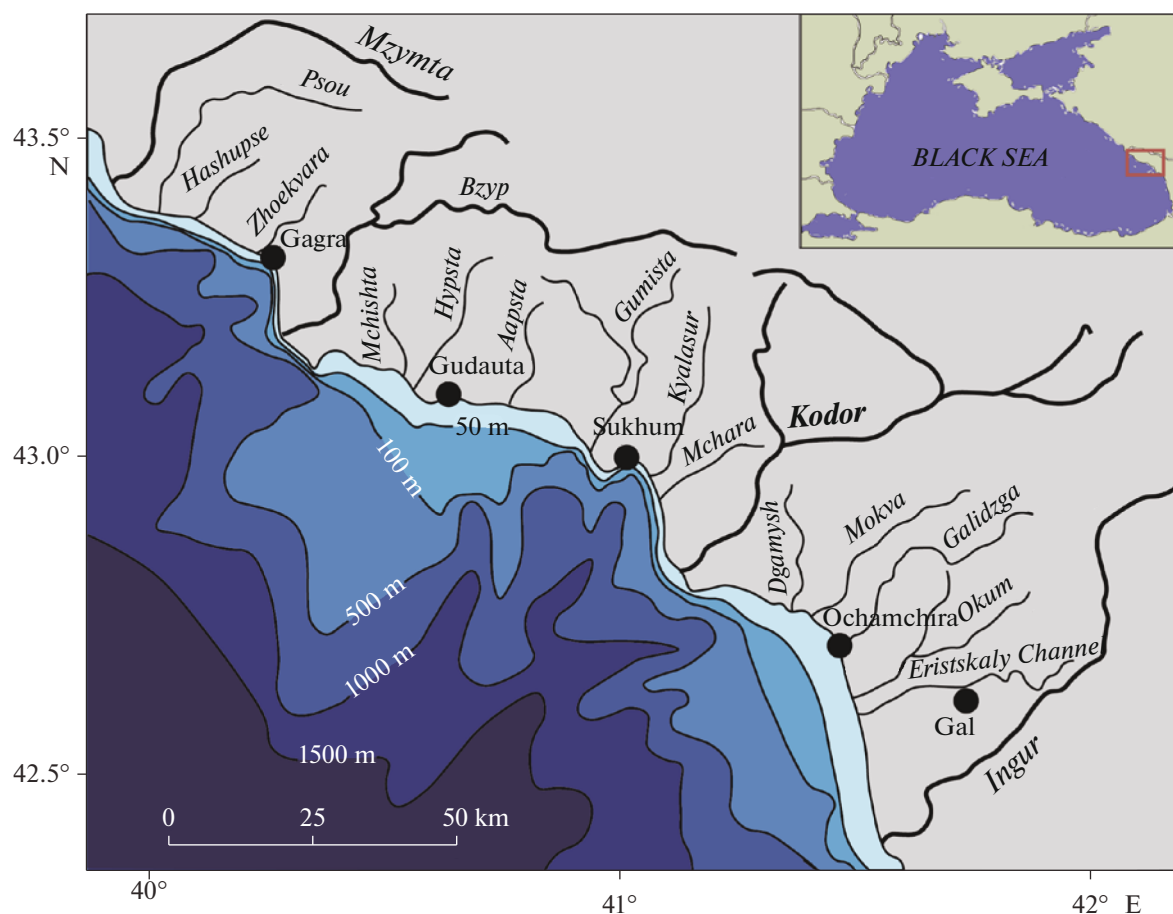 Mzymta
Psou
BLACK SEA
43.5°
N
Hashupse
Zhoekvara
Bzyp
Gagra
Mchishta
Hypsta
Aapsta
Gumista
Kyalasur
Gudauta
50 m
Sukhum
Mchara
Kodor
43.0°
100 m
Dgamysh
Mokva
Galidzga
500 m
Ochamchira
Okum
1000 m
Eristskaly Channel
Gal
1500 m
Ingur
42.5°
0 25 50 km
40° 41° 42° E